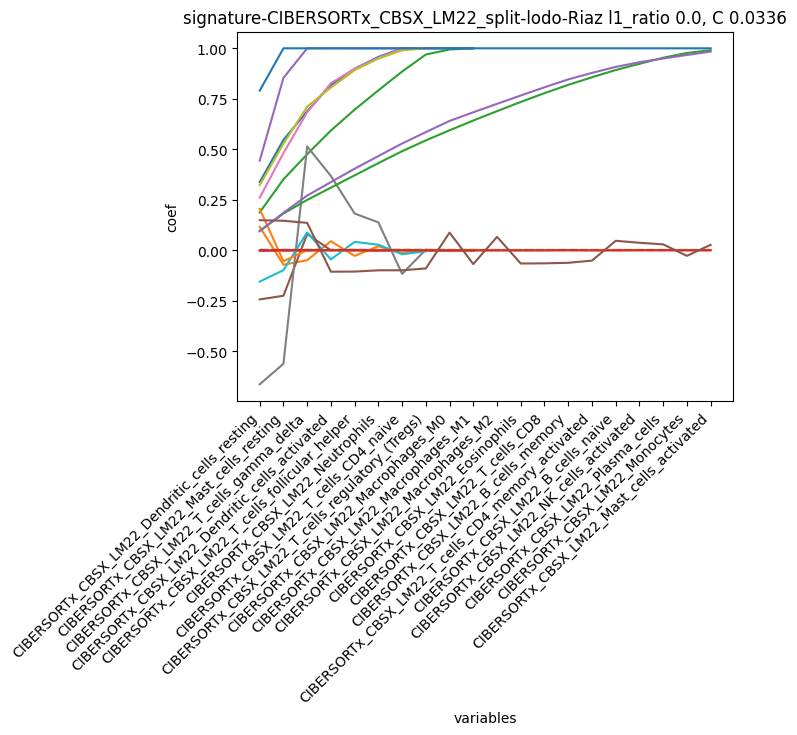 signature-CIBERSORTx_CBSX_LM22_split-lodo-Riaz l1_ratio 0.0, C 0.0336
1.00
0.75
0.50
0.25
0.00
−0.25
−0.50
coef
CIBERSORTx_CBSX_LM22_Dendritic_cells_resting
CIBERSORTx_CBSX_LM22_Mast_cells_resting
CIBERSORTx_CBSX_LM22_T_cells_gamma_delta
CIBERSORTx_CBSX_LM22_Dendritic_cells_activated
CIBERSORTx_CBSX_LM22_T_cells_follicular_helper
CIBERSORTx_CBSX_LM22_Neutrophils
CIBERSORTx_CBSX_LM22_T_cells_CD4_naive
CIBERSORTx_CBSX_LM22_T_cells_regulatory_(Tregs)
CIBERSORTx_CBSX_LM22_Macrophages_M0
CIBERSORTx_CBSX_LM22_Macrophages_M1
CIBERSORTx_CBSX_LM22_Macrophages_M2
CIBERSORTx_CBSX_LM22_Eosinophils
CIBERSORTx_CBSX_LM22_T_cells_CD8
CIBERSORTx_CBSX_LM22_B_cells_memory
CIBERSORTx_CBSX_LM22_T_cells_CD4_memory_activated
CIBERSORTx_CBSX_LM22_B_cells_naive
CIBERSORTx_CBSX_LM22_NK_cells_activated
CIBERSORTx_CBSX_LM22_Plasma_cells
CIBERSORTx_CBSX_LM22_Monocytes
CIBERSORTx_CBSX_LM22_Mast_cells_activated
variables